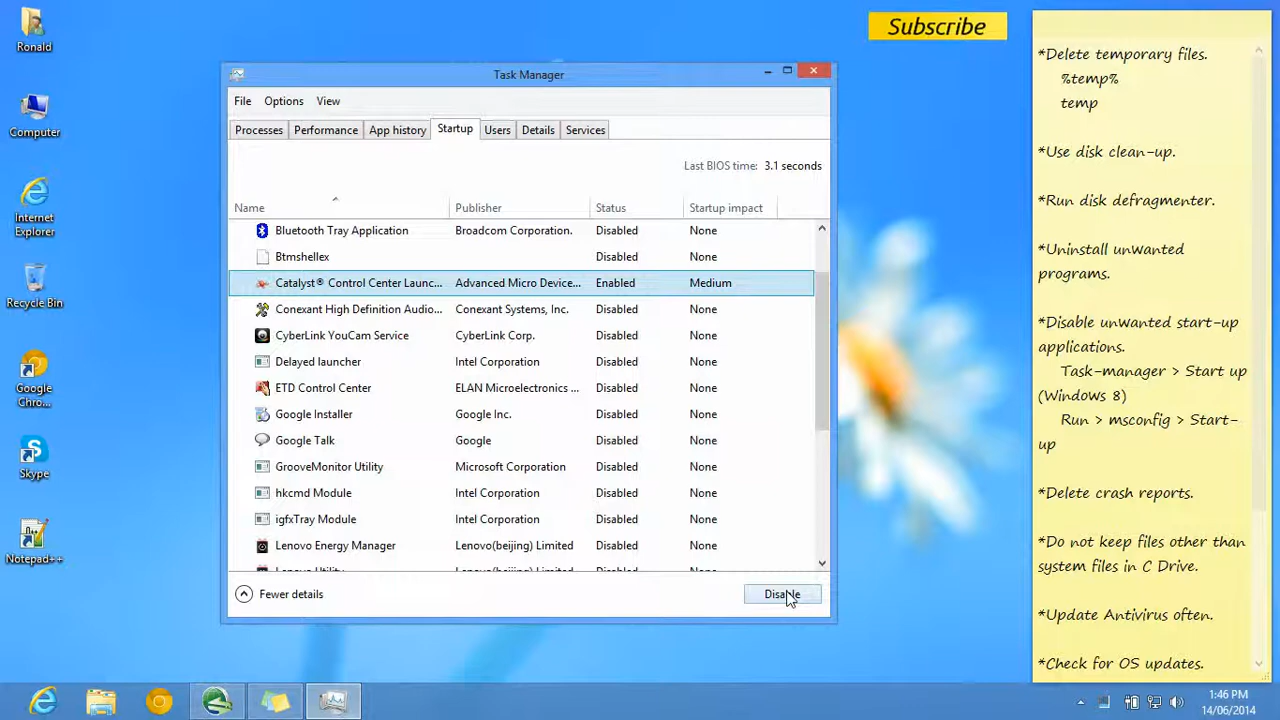 Ronald
Computer
Internet
Explorer
Recycle Bin
Google
Chro...
Skype
Notepad++
Subscribe
Task Manager
File Options View
Processes Performance App history Startup Users Details Services
Last BIOS time: 3.1 seconds
Name Publisher Status Startup impact
Bluetooth Tray Application Broadcom Corporation. Disabled None
Btmshellex Disabled None
Catalyst® Control Center Launc... Advanced Micro Device... Enabled Medium
Conexant High Definition Audio... Conexant Systems, Inc. Disabled None
CyberLink YouCam Service CyberLink Corp. Disabled None
Delayed launcher Intel Corporation Disabled None
ETD Control Center ELAN Microelectronics ... Disabled None
Google Installer Google Inc. Disabled None
Google Talk Google Disabled None
GrooveMonitor Utility Microsoft Corporation Disabled None
hkcmd Module Intel Corporation Disabled None
igfxTray Module Intel Corporation Disabled None
Lenovo Energy Manager Lenovo(beijing) Limited Disabled None
Lenovo Utility Lenovo(beijing) Limited Disabled None
Fewer details Disable
*Delete temporary files.
%temp%
temp
*Use disk clean-up.
*Run disk defragmenter.
*Uninstall unwanted
programs.
*Disable unwanted start-up
applications.
Task-manager > Start up
(Windows 8)
Run > msconfig > Start-
up
*Delete crash reports.
*Do not keep files other than
system files in C Drive.
*Update Antivirus often.
*Check for OS updates.
1:46 PM
14/06/2014